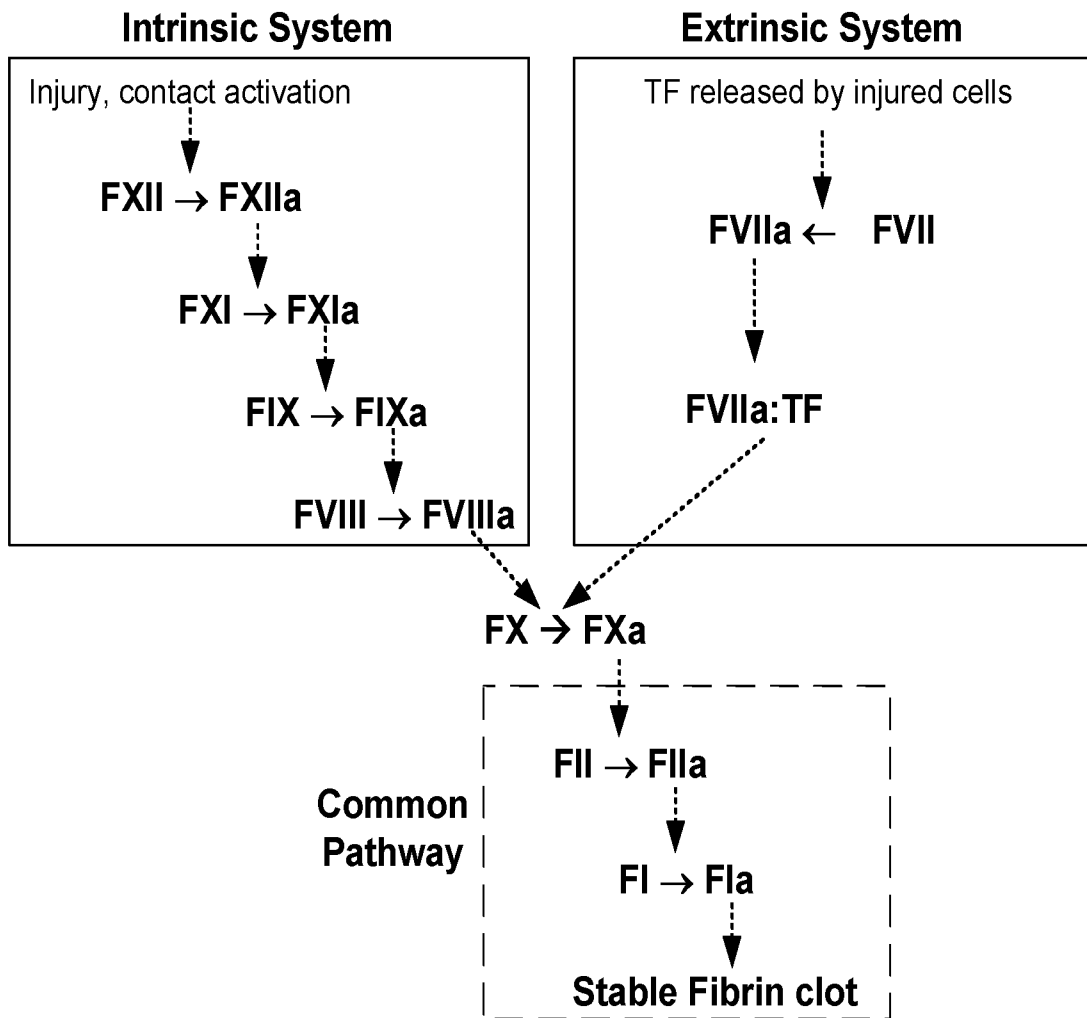 Intrinsic System
Injury, contact activation
FXII → FXIIa
FXI → FXIa
FIX → FIXa
FVIII → FVIIIa
Extrinsic System
TF released by injured cells
FVIIa ← FVII
FVIIa:TF
FX → FXa
Common
Pathway
FII → FIIa
FI → FIa
Stable Fibrin clot